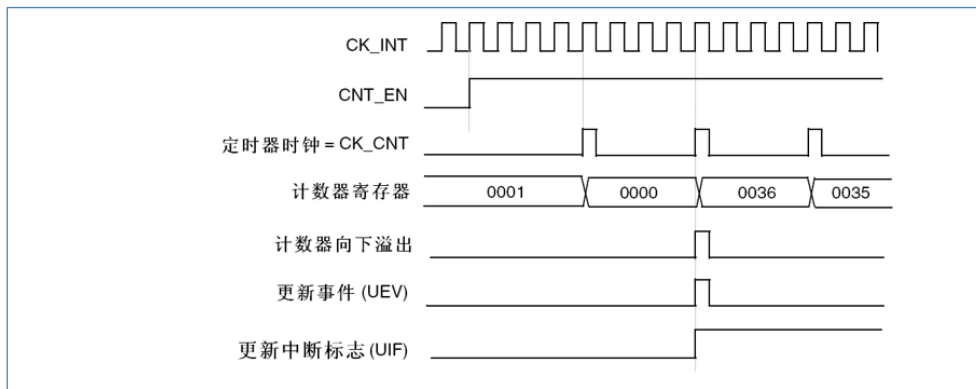 CK_INT
CNT_EN
定时器时钟 = CK_CNT
计数器寄存器 0001 0000 0036 0035
计数器向下溢出
更新事件 (UEV)
更新中断标志 (UIF)